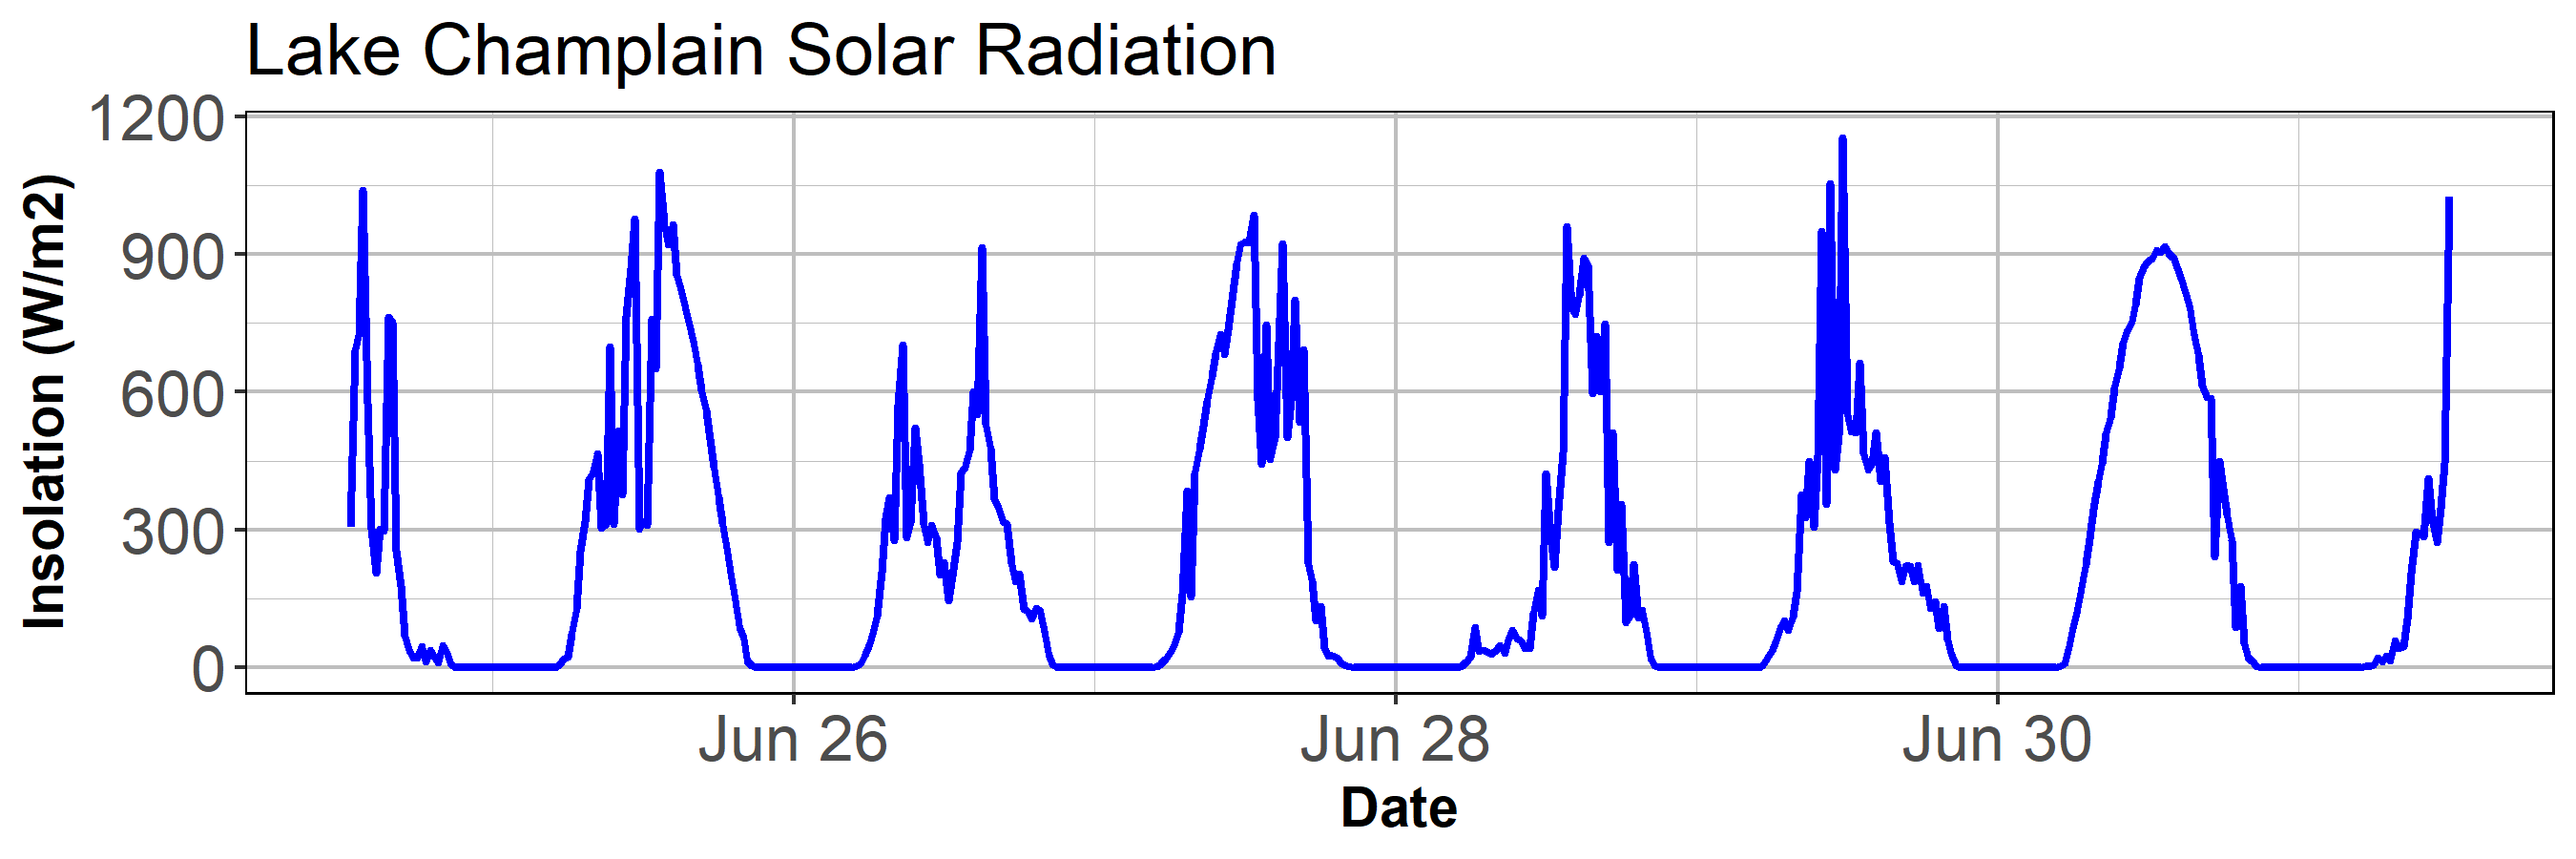 Lake Champlain Solar Radiation
1200
900
600
300
0
Insolation (W/m2)
Jun 26
Jun 28
Jun 30
Date